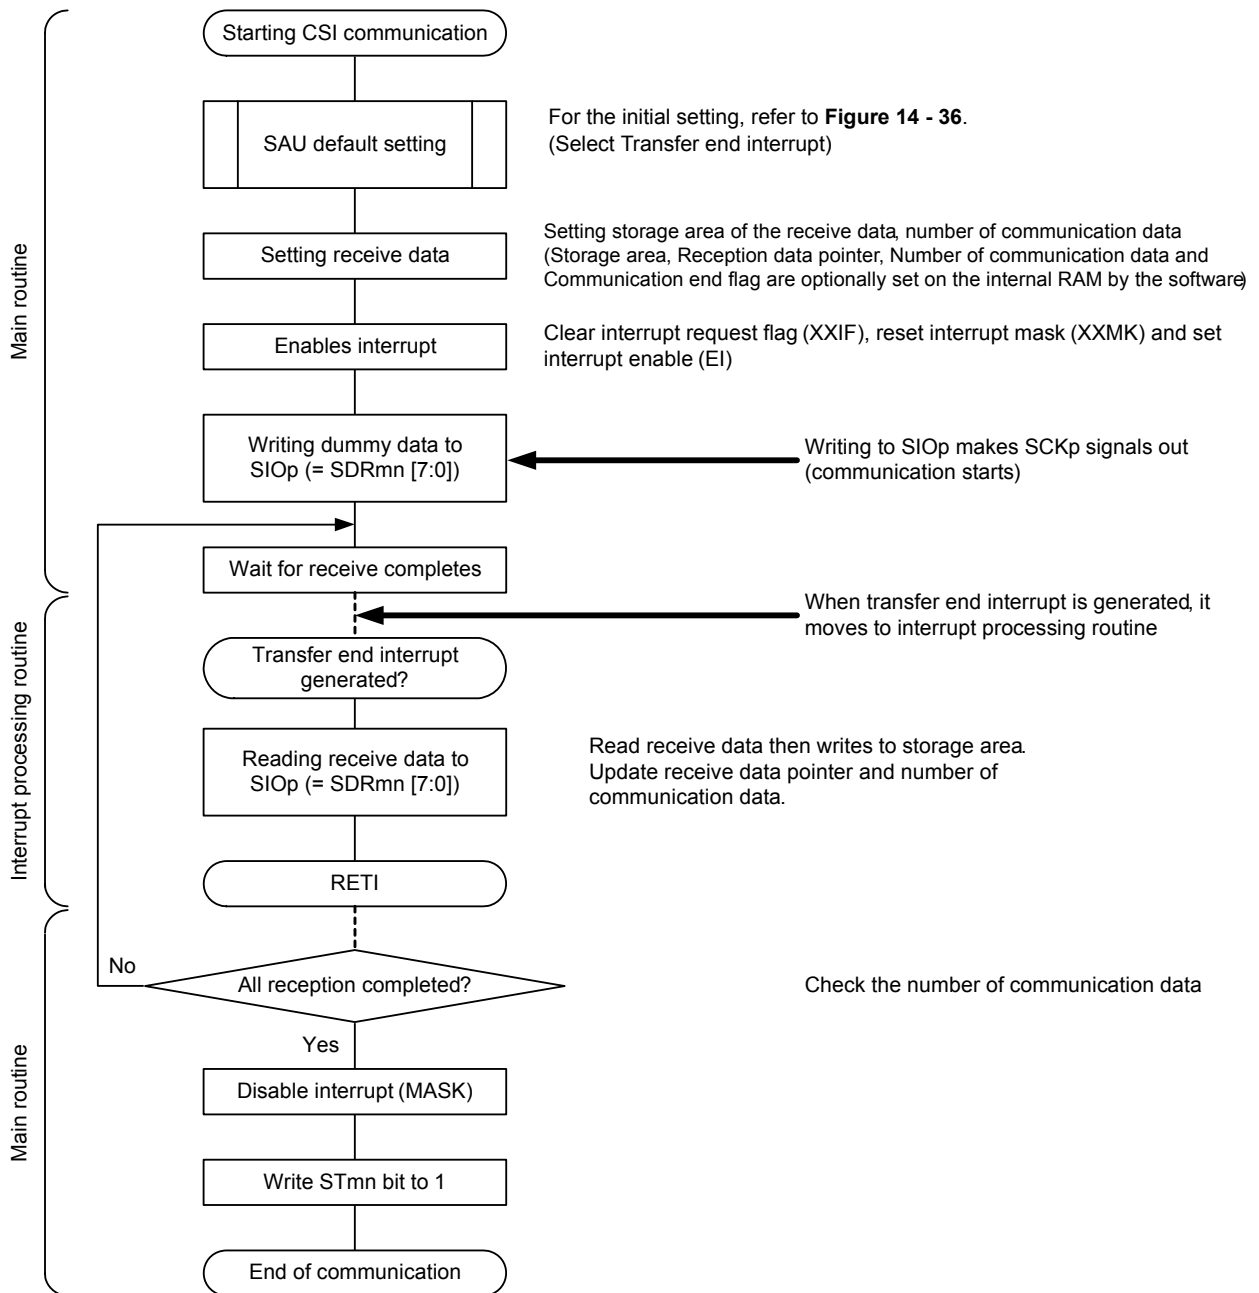 Starting CSI communication
SAU default setting
For the initial setting, refer to Figure 14 - 36.
(Select Transfer end interrupt)
Setting receive data
Setting storage area of the receive data, number of communication data
(Storage area, Reception data pointer, Number of communication data and
Communication end flag are optionally set on the internal RAM by the software)
Main routine
Enables interrupt
Clear interrupt request flag (XXIF), reset interrupt mask (XXMK) and set
interrupt enable (EI)
Writing dummy data to
SIOp (= SDRmn [7:0])
Writing to SIOp makes SCKp signals out
(communication starts)
Wait for receive completes
When transfer end interrupt is generated, it
moves to interrupt processing routine
Transfer end interrupt
generated?
Interrupt processing routine
Reading receive data to
SIOp (= SDRmn [7:0])
Read receive data then writes to storage area.
Update receive data pointer and number of
communication data.
RETI
No
All reception completed?
Check the number of communication data
Yes
Main routine
Disable interrupt (MASK)
Write STmn bit to 1
End of communication